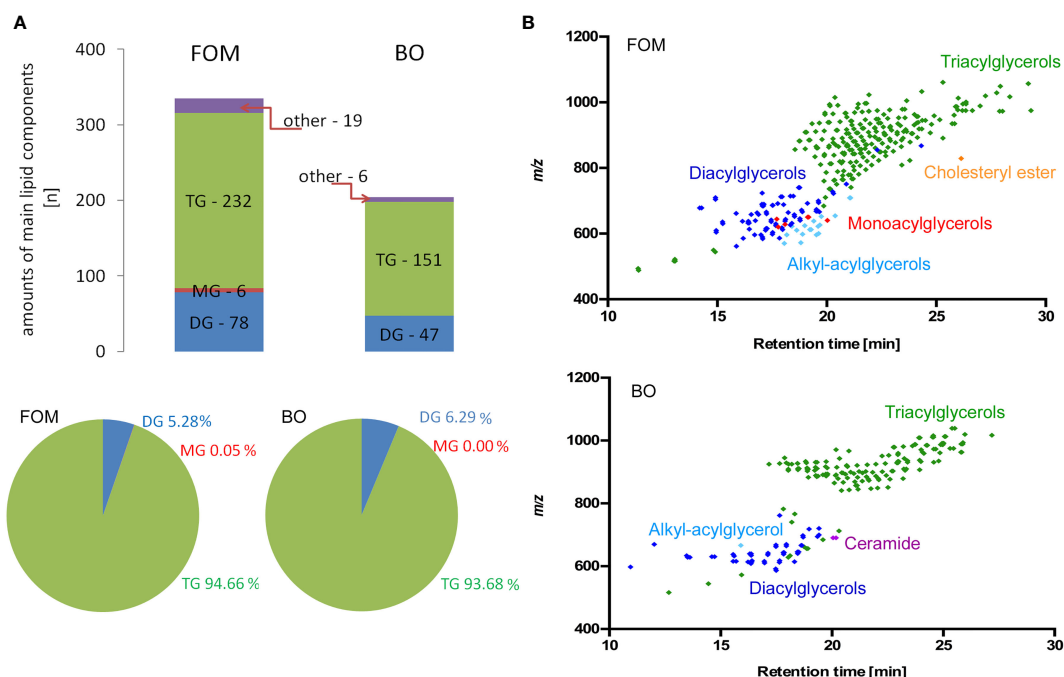 A
amounts of main lipid components
[n]
400
300
200
100
0
FOM
BO
other - 19
other - 6
TG - 232
MG - 6
DG - 78
TG - 151
DG - 47
FOM
DG 5.28%
MG 0.05 %
TG 94.66 %
BO
DG 6.29 %
MG 0.00 %
TG 93.68 %
B
FOM
m/z
1200
1000
800
600
400
10 15 20 25 30
Retention time [min]
Triacylglycerols
Diacylglycerols
Cholesteryl ester
Monoacylglycerols
Alkyl-acylglycerols
BO
m/z
1200
1000
800
600
400
10 15 20 25 30
Retention time [min]
Triacylglycerols
Alkyl-acylglycerol
Ceramide
Diacylglycerols